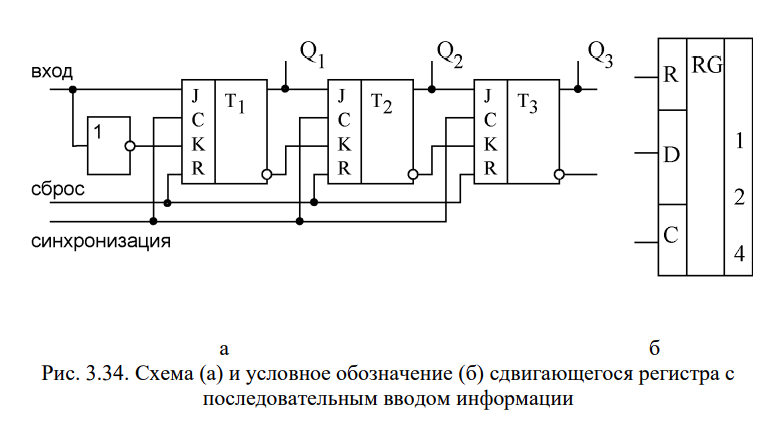 Q1 Q2 Q3
вход
J T1 J T2 J T3
C C C
1
K K K
R R R
сброс
синхронизация
R RG
D 1
2
C 4
а б
Рис. 3.34. Схема (а) и условное обозначение (б) сдвигающегося регистра с
последовательным вводом информации